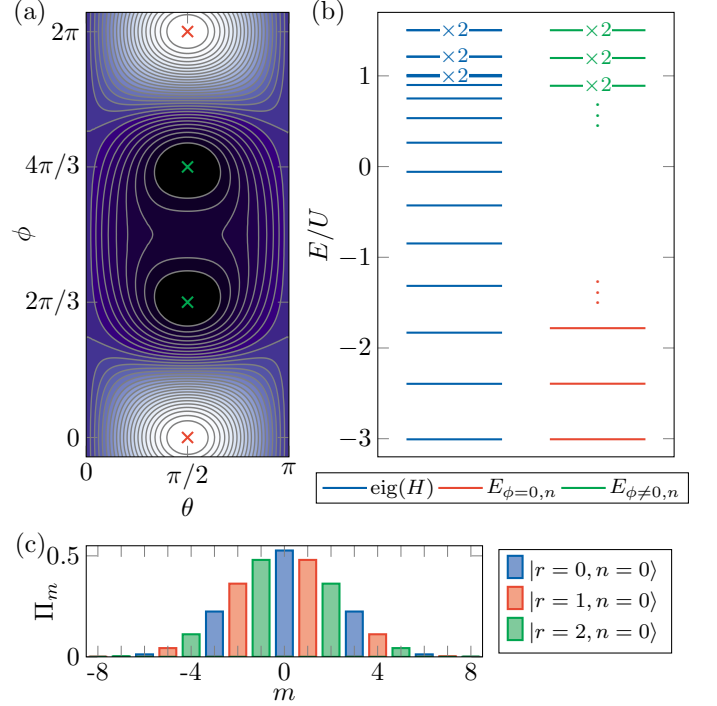 (a)
2π
4π/3
ϕ
2π/3
0
0
π/2
π
θ
(b)
E/U
1
0
−1
−2
−3
×2
×2
×2
×2
×2
×2
eig(H)
E_{ϕ=0,n}
E_{ϕ≠0,n}
(c)
0.5
Π_m
0
-8
-4
0
4
8
m
|r = 0, n = 0⟩
|r = 1, n = 0⟩
|r = 2, n = 0⟩